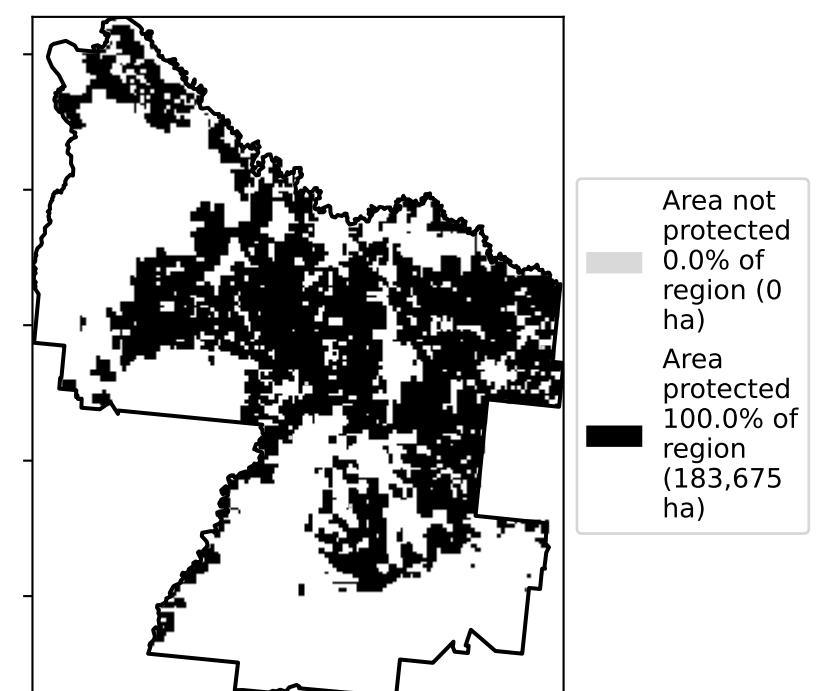 Area not
protected
0.0% of
region (0
ha)
Area
protected
100.0% of
region
(183,675
ha)